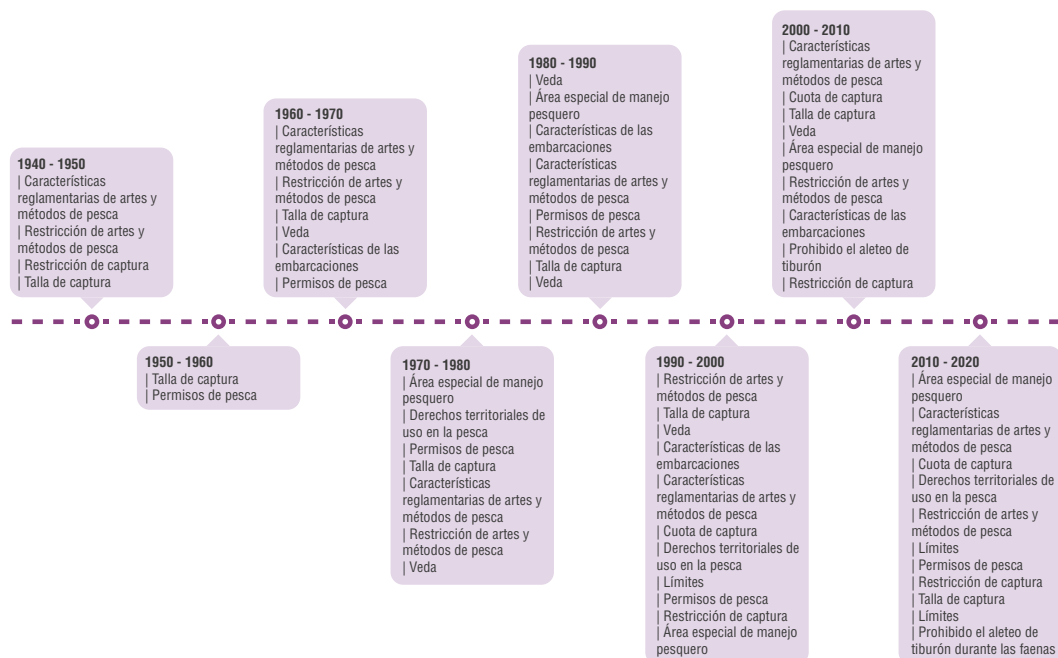 1940 - 1950
| Características
reglamentarias de artes y
métodos de pesca
| Restricción de artes y
métodos de pesca
| Restricción de captura
| Talla de captura
1950 - 1960
| Talla de captura
| Permisos de pesca
1960 - 1970
| Características
reglamentarias de artes y
métodos de pesca
| Restricción de artes y
métodos de pesca
| Talla de captura
| Veda
| Características de las
embarcaciones
| Permisos de pesca
1970 - 1980
| Área especial de manejo
pesquero
| Derechos territoriales de
uso en la pesca
| Permisos de pesca
| Talla de captura
| Características
reglamentarias de artes y
métodos de pesca
| Restricción de artes y
métodos de pesca
| Veda
1980 - 1990
| Veda
| Área especial de manejo
pesquero
| Características de las
embarcaciones
| Características
reglamentarias de artes y
métodos de pesca
| Permisos de pesca
| Restricción de artes y
métodos de pesca
| Talla de captura
| Veda
1990 - 2000
| Restricción de artes y
métodos de pesca
| Talla de captura
| Veda
| Características de las
embarcaciones
| Características
reglamentarias de artes y
métodos de pesca
| Cuota de captura
| Derechos territoriales de
uso en la pesca
| Límites
| Permisos de pesca
| Restricción de captura
| Área especial de manejo
pesquero
2000 - 2010
| Características
reglamentarias de artes y
métodos de pesca
| Cuota de captura
| Talla de captura
| Veda
| Área especial de manejo
pesquero
| Restricción de artes y
métodos de pesca
| Características de las
embarcaciones
| Prohibido el aleteo de
tiburón
| Restricción de captura
2010 - 2020
| Área especial de manejo
pesquero
| Características
reglamentarias de artes y
métodos de pesca
| Cuota de captura
| Derechos territoriales de
uso en la pesca
| Restricción de artes y
métodos de pesca
| Límites
| Permisos de pesca
| Restricción de captura
| Talla de captura
| Límites
| Prohibido el aleteo de
tiburón durante las faenas